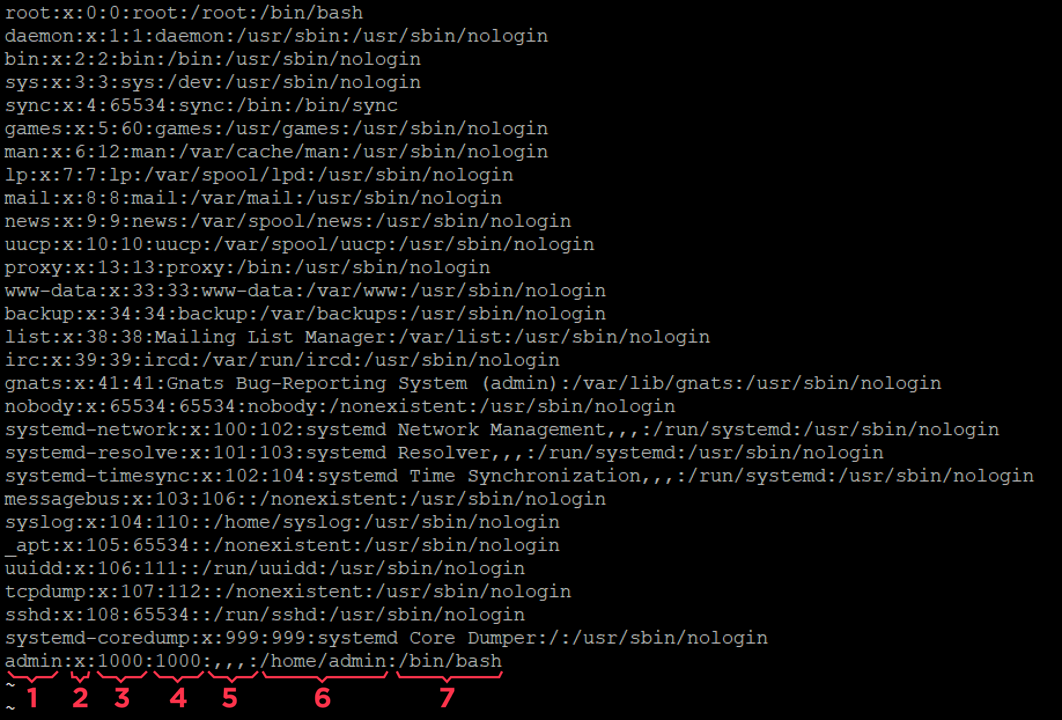 root:x:0:0:root:/root:/bin/bash
daemon:x:1:1:daemon:/usr/sbin:/usr/sbin/nologin
bin:x:2:2:bin:/bin:/usr/sbin/nologin
sys:x:3:3:sys:/dev:/usr/sbin/nologin
sync:x:4:65534:sync:/bin:/bin/sync
games:x:5:60:games:/usr/games:/usr/sbin/nologin
man:x:6:12:man:/var/cache/man:/usr/sbin/nologin
lp:x:7:7:lp:/var/spool/lpd:/usr/sbin/nologin
mail:x:8:8:mail:/var/mail:/usr/sbin/nologin
news:x:9:9:news:/var/spool/news:/usr/sbin/nologin
uucp:x:10:10:uucp:/var/spool/uucp:/usr/sbin/nologin
proxy:x:13:13:proxy:/bin:/usr/sbin/nologin
www-data:x:33:33:www-data:/var/www:/usr/sbin/nologin
backup:x:34:34:backup:/var/backups:/usr/sbin/nologin
list:x:38:38:Mailing List Manager:/var/list:/usr/sbin/nologin
irc:x:39:39:ircd:/var/run/ircd:/usr/sbin/nologin
gnats:x:41:41:Gnats Bug-Reporting System (admin):/var/lib/gnats:/usr/sbin/nologin
nobody:x:65534:65534:nobody:/nonexistent:/usr/sbin/nologin
systemd-network:x:100:102:systemd Network Management,,,:/run/systemd:/usr/sbin/nologin
systemd-resolve:x:101:103:systemd Resolver,,,:/run/systemd:/usr/sbin/nologin
systemd-timesync:x:102:104:systemd Time Synchronization,,,:/run/systemd:/usr/sbin/nologin
messagebus:x:103:106::/nonexistent:/usr/sbin/nologin
syslog:x:104:110::/home/syslog:/usr/sbin/nologin
_apt:x:105:65534::/nonexistent:/usr/sbin/nologin
uuidd:x:106:111::/run/uuidd:/usr/sbin/nologin
tcpdump:x:107:112::/nonexistent:/usr/sbin/nologin
sshd:x:108:65534::/run/sshd:/usr/sbin/nologin
systemd-coredump:x:999:999:systemd Core Dumper:/:/usr/sbin/nologin
admin:x:1000:1000:,,,:/home/admin:/bin/bash
~
1 2 3 4 5 6 7
~